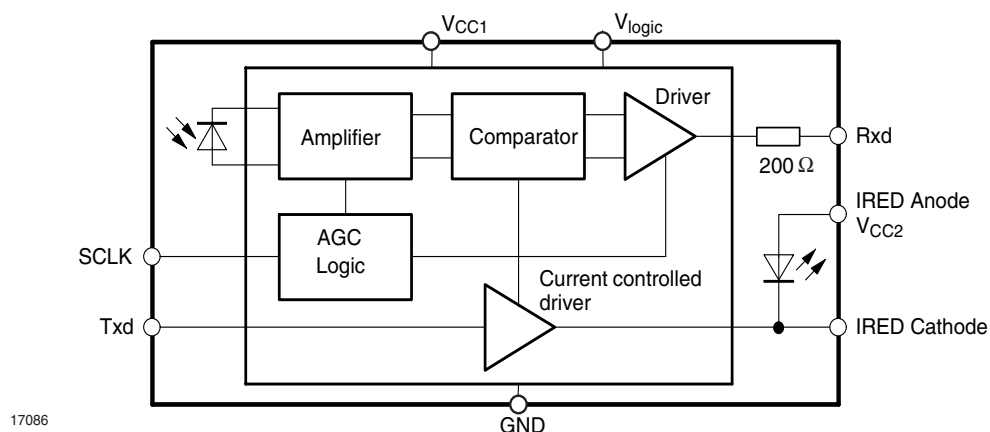 VCC1
Vlogic
Driver
Amplifier
Comparator
Rxd
200 Ω
IRED Anode
VCC2
SCLK
AGC
Logic
Current controlled
driver
Txd
IRED Cathode
17086
GND